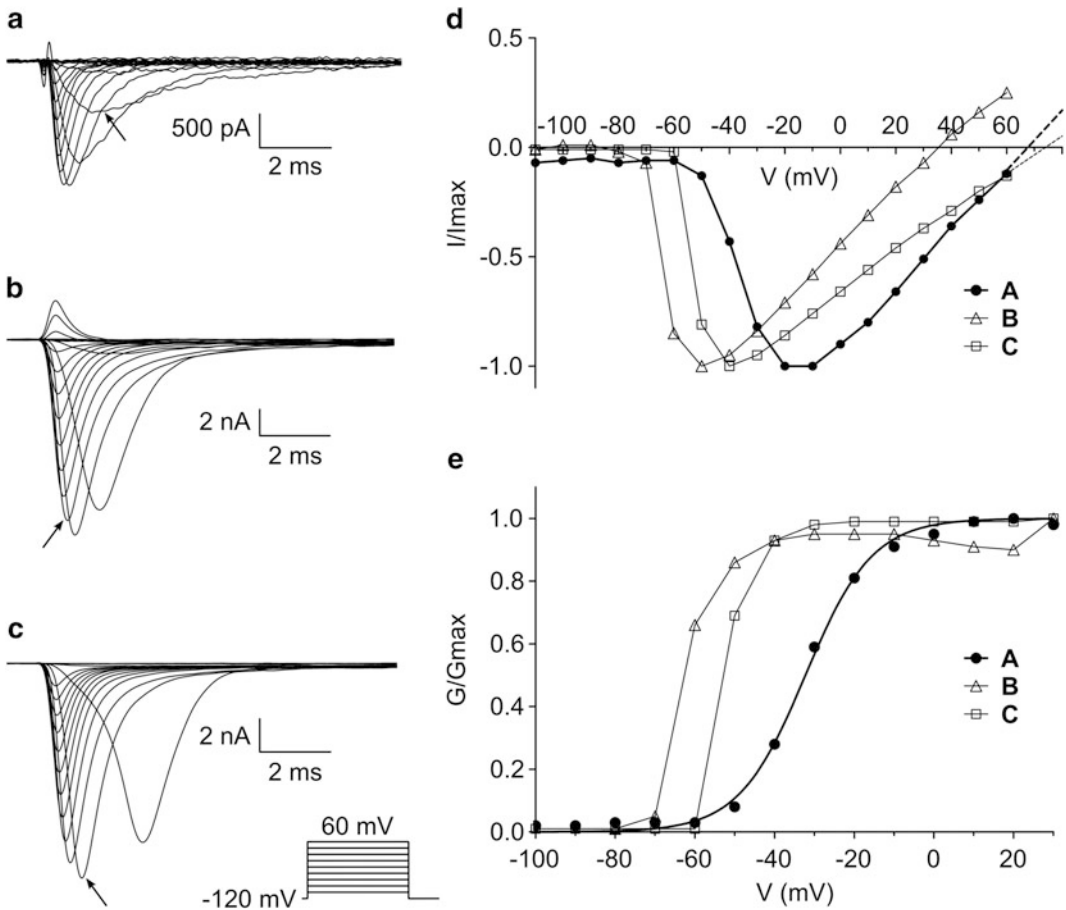 a
500 pA
2 ms
b
2 nA
2 ms
c
2 nA
2 ms
60 mV
-120 mV
d
0.5
0.0
-0.5
-1.0
I/Imax
-100 -80 -60 -40 -20 0 20 40 60
V (mV)
A
B
C
e
1.0
0.8
0.6
0.4
0.2
0.0
G/Gmax
A
B
C
-100 -80 -60 -40 -20 0 20
V (mV)